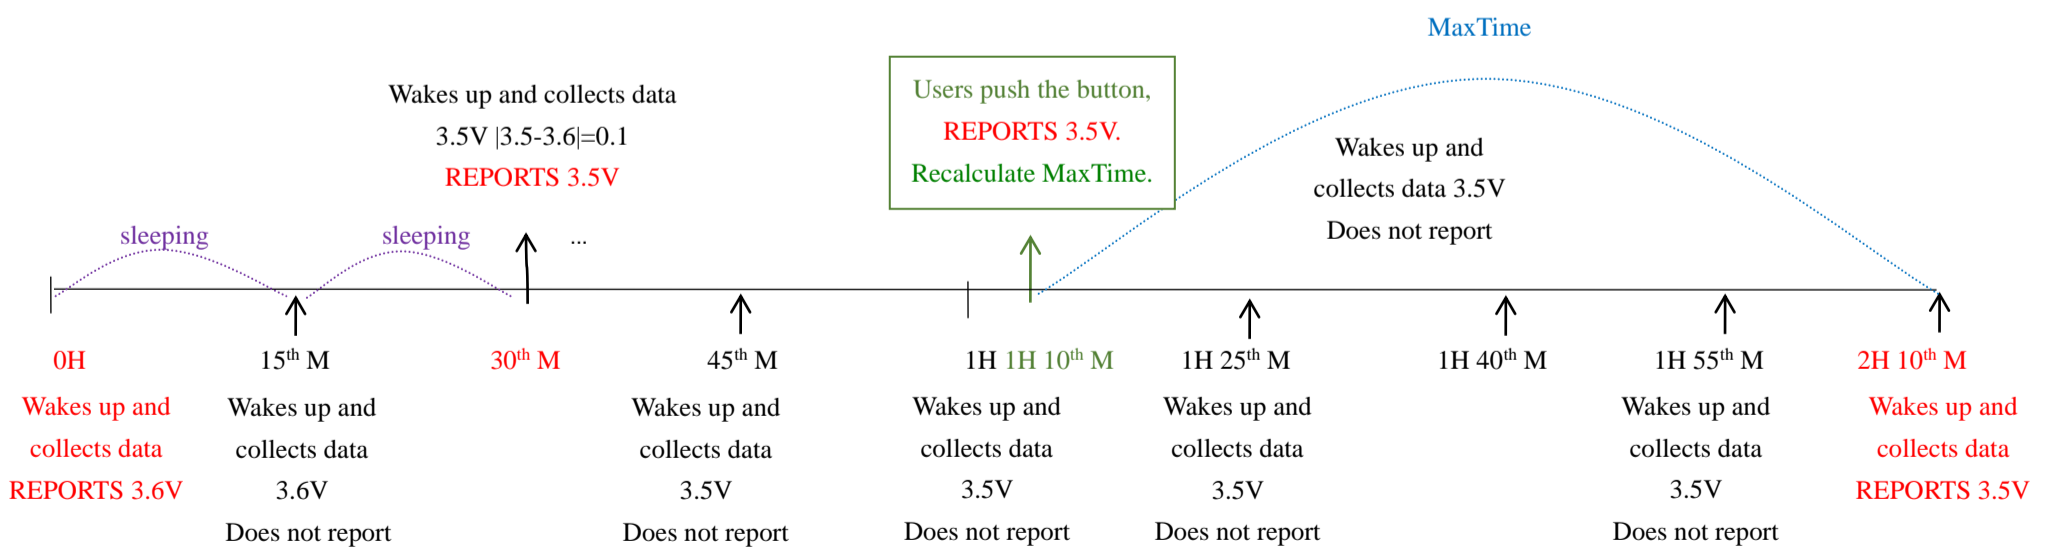 MaxTime
Wakes up and collects data
3.5V |3.5-3.6|=0.1
REPORTS 3.5V
Users push the button,
REPORTS 3.5V.
Recalculate MaxTime.
Wakes up and
collects data 3.5V
Does not report
sleeping
sleeping
...
0H
Wakes up and
collects data
REPORTS 3.6V
15th M
Wakes up and
collects data
3.6V
Does not report
30th M
45th M
Wakes up and
collects data
3.5V
Does not report
1H 1H 10th M
Wakes up and
collects data
3.5V
Does not report
1H 25th M
Wakes up and
collects data
3.5V
Does not report
1H 40th M
1H 55th M
Wakes up and
collects data
3.5V
Does not report
2H 10th M
Wakes up and
collects data
REPORTS 3.5V